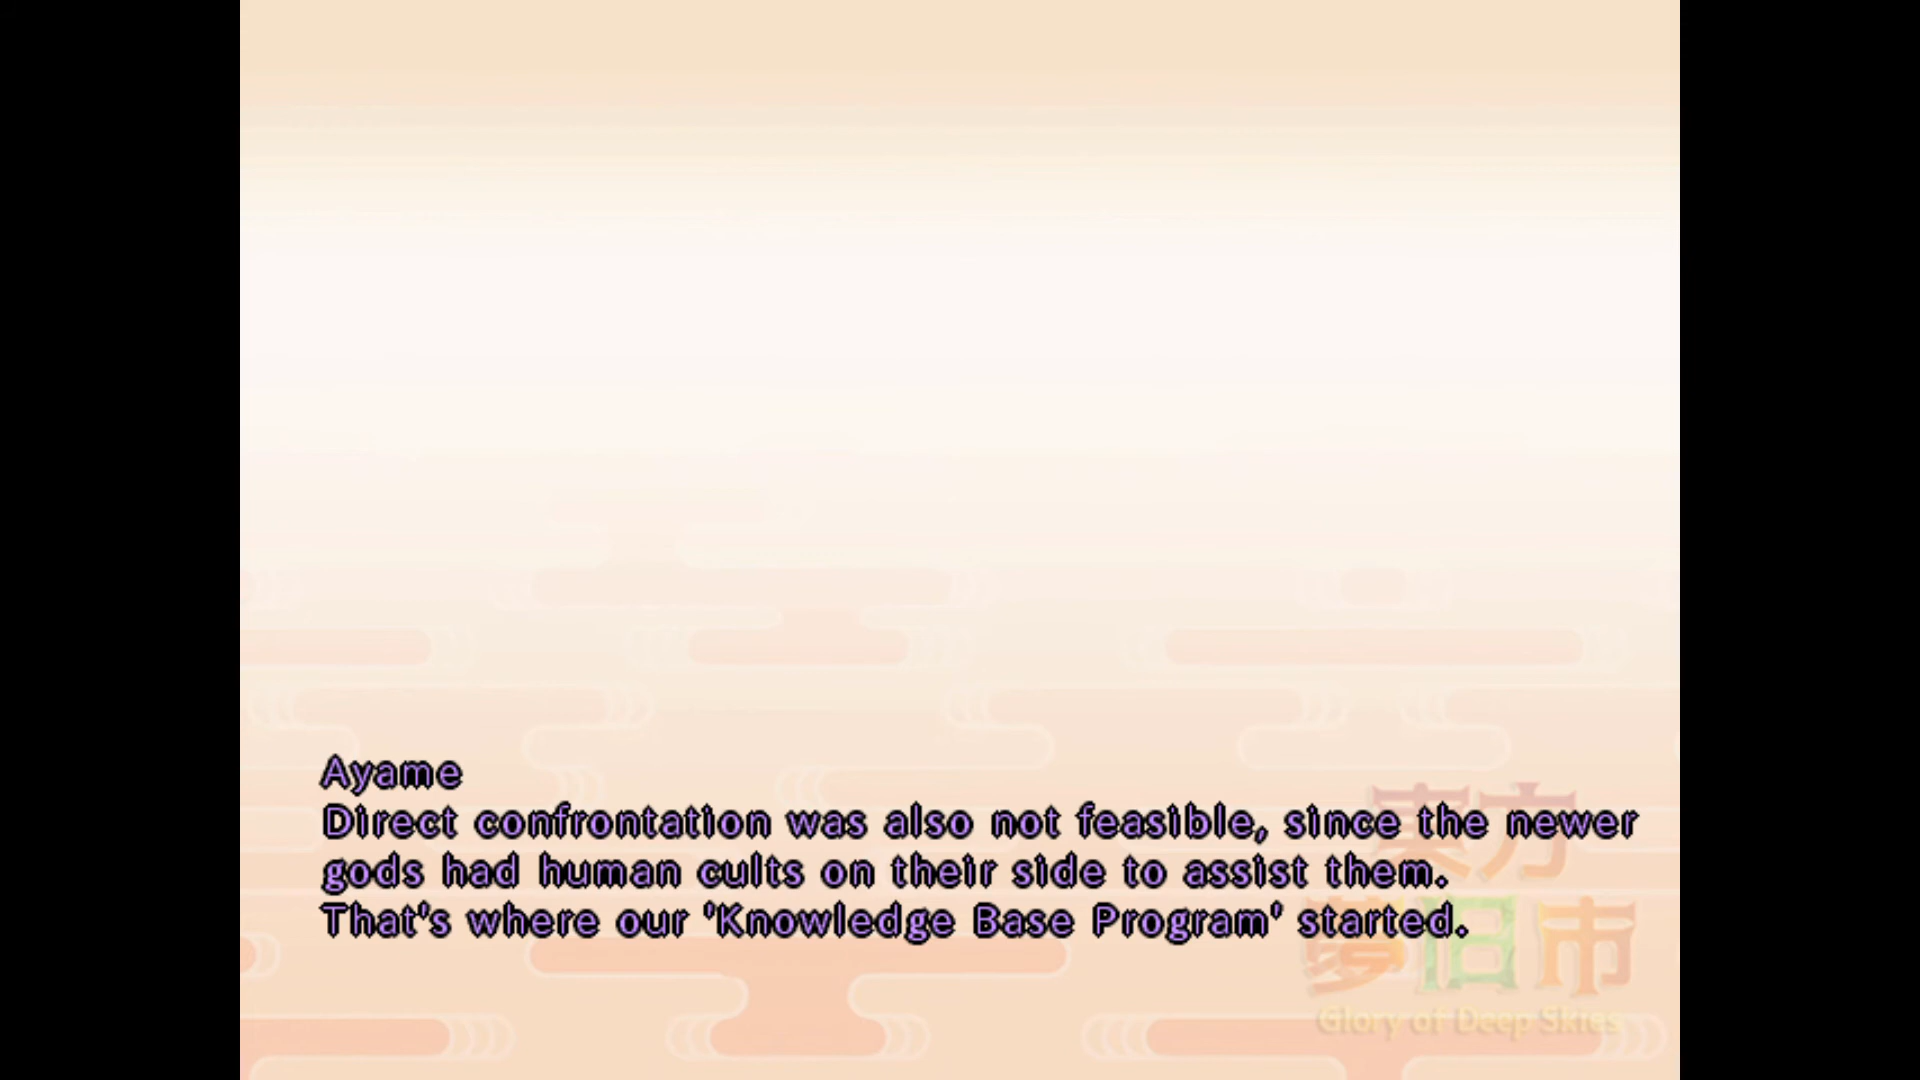 Ayame
Direct confrontation was also not feasible, since the newer
gods had human cults on their side to assist them.
That's where our 'Knowledge Base Program' started.
東方
夢旧市
Glory of Deep Skies